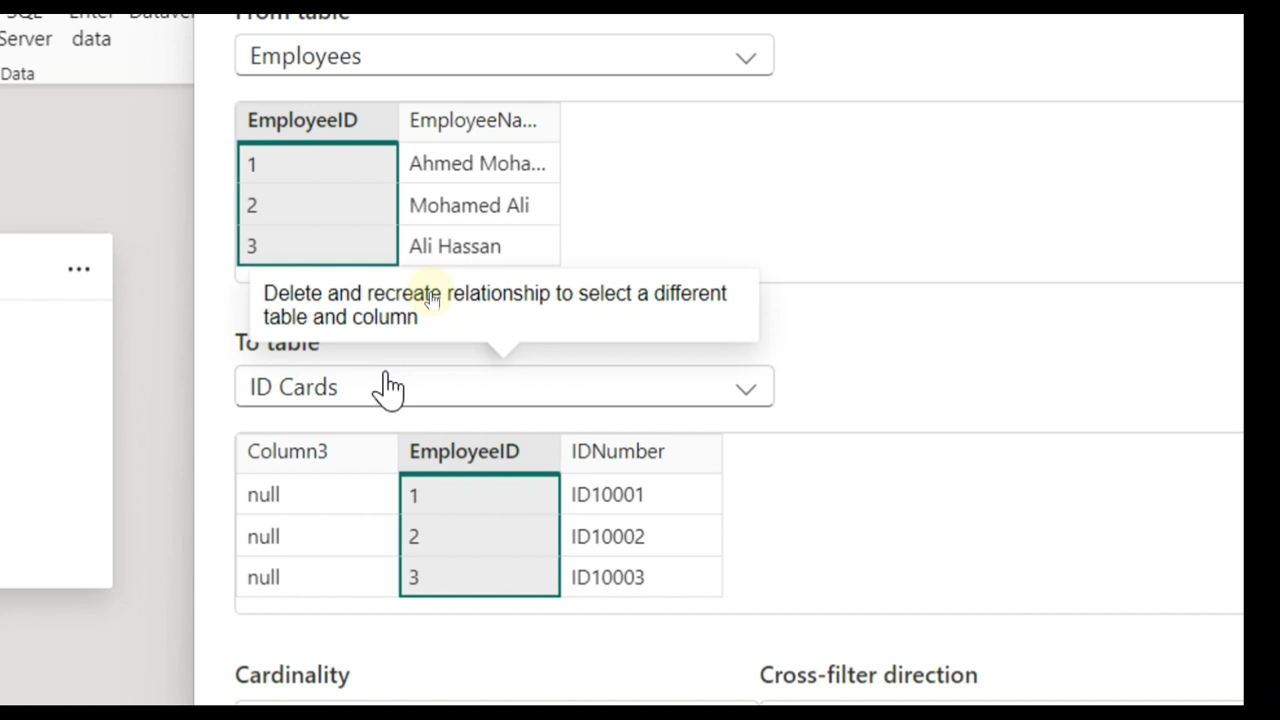 SQL Enter
Server data
Data
From table
Employees
EmployeeID EmployeeNa...
1 Ahmed Moha...
2 Mohamed Ali
3 Ali Hassan
Delete and recreate relationship to select a different
table and column
To table
ID Cards
Column3 EmployeeID IDNumber
null 1 ID10001
null 2 ID10002
null 3 ID10003
Cardinality Cross-filter direction